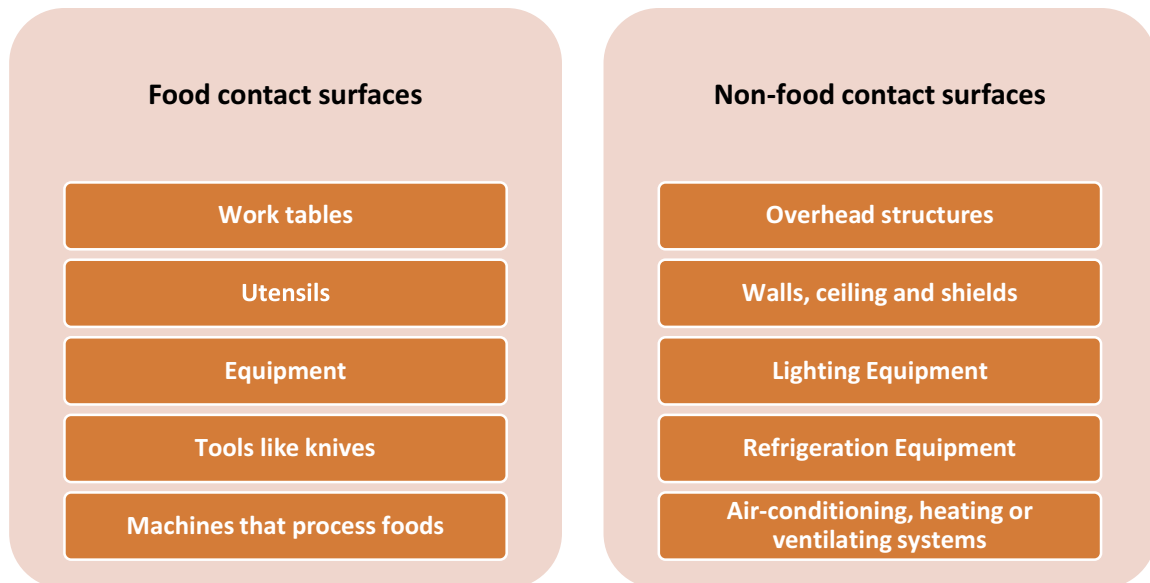 Food contact surfaces
Work tables
Utensils
Equipment
Tools like knives
Machines that process foods
Non-food contact surfaces
Overhead structures
Walls, ceiling and shields
Lighting Equipment
Refrigeration Equipment
Air-conditioning, heating or
ventilating systems